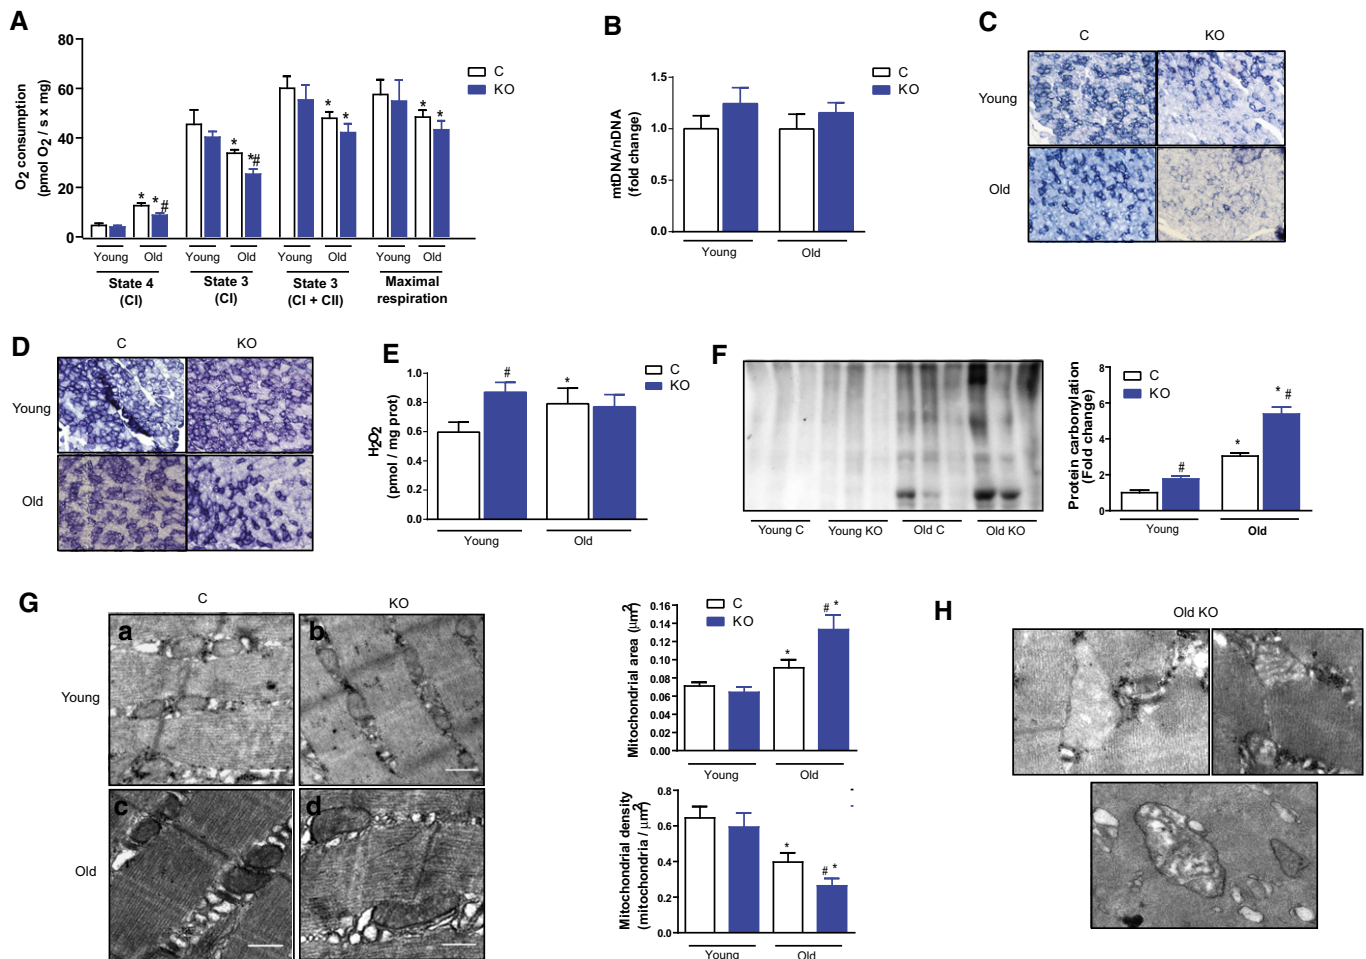 A
O2 consumption
(pmol O2 / s x mg)
80
60
40
20
0
C
KO
* * # * *# * * * *
Young Old Young Old Young Old Young Old
State 4
(CI)
State 3
(CI)
State 3
(CI + CII)
Maximal
respiration
B
mtDNA/nDNA
(fold change)
1.5
1.0
0.5
0.0
C
KO
Young Old
C
C KO
Young
Old
D
C KO
Young
Old
E
H2O2
(pmol / mg prot)
1.0
0.8
0.6
0.4
0.2
0.0
C
KO
# *
Young Old
F
Young C Young KO Old C Old KO
Protein carbonylation
(Fold change)
8
6
4
2
0
C
KO
# * * #
Young Old
G
C KO
Young
Old
a b
c d
Mitochondrial area (μm2)
0.16
0.14
0.12
0.10
0.08
0.06
0.04
0.02
0.00
C
KO
* # *
Young Old
Mitochondrial density
(mitochondria / μm2)
0.8
0.6
0.4
0.2
0.0
* # *
Young Old
H
Old KO